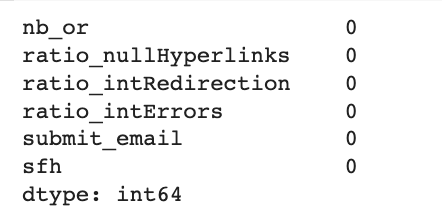 nb_or 0
ratio_nullHyperlinks 0
ratio_intRedirection 0
ratio_intErrors 0
submit_email 0
sfh 0
dtype: int64